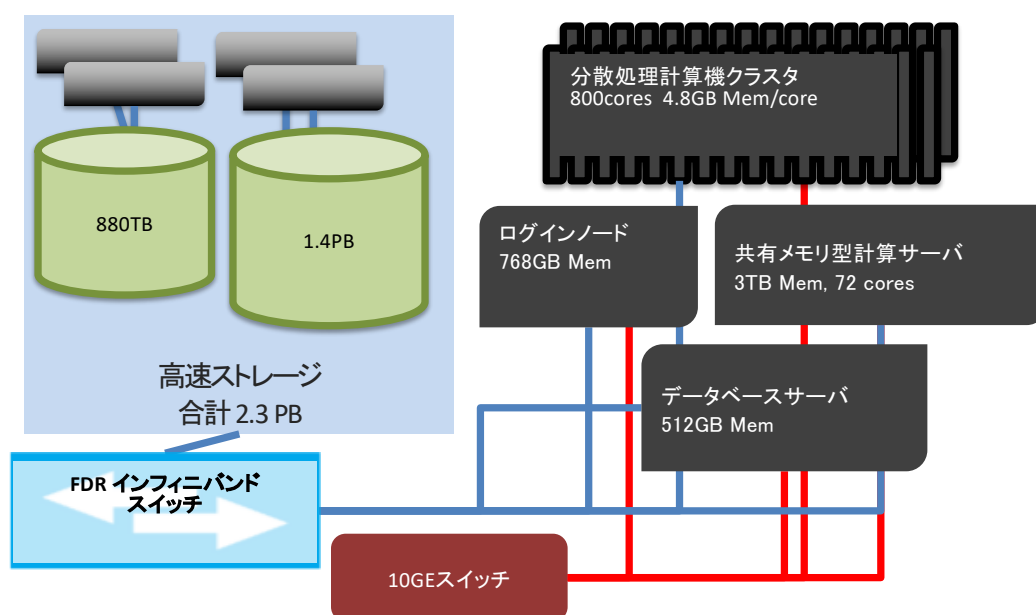 880TB
1.4PB
高速ストレージ
合計 2.3 PB
FDR インフィニバンド
スイッチ
分散処理計算機クラスタ
800cores 4.8GB Mem/core
ログインノード
768GB Mem
共有メモリ型計算サーバ
3TB Mem, 72 cores
データベースサーバ
512GB Mem
10GEスイッチ